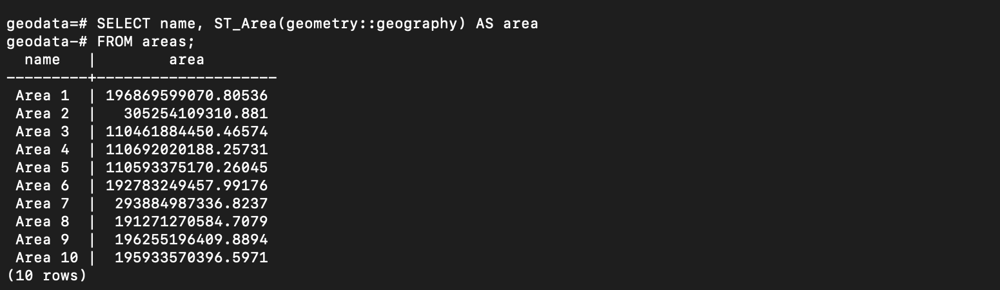 geodata=# SELECT name, ST_Area(geometry::geography) AS area
geodata-# FROM areas;
  name   |        area
---------+--------------------
 Area 1  | 196869599070.80536
 Area 2  |   305254109310.881
 Area 3  | 110461884450.46574
 Area 4  | 110692020188.25731
 Area 5  | 110593375170.26045
 Area 6  | 192783249457.99176
 Area 7  |  293884987336.8237
 Area 8  |  191271270584.7079
 Area 9  |  196255196409.8894
 Area 10 |  195933570396.5971
(10 rows)